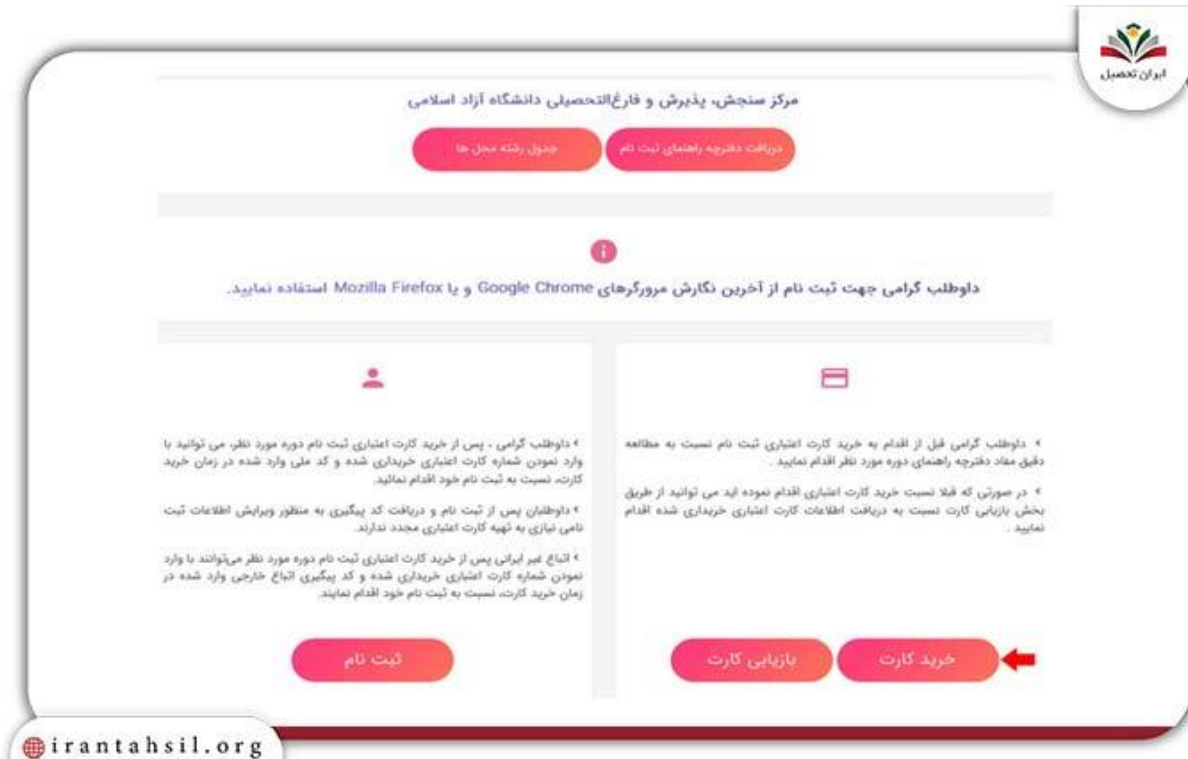 ایران تحصیل
مرکز سنجش، پذیرش و فارغ‌التحصیلی دانشگاه آزاد اسلامی
دریافت دفترچه راهنمای ثبت نام
جدول رشته محل ها
داوطلب گرامی جهت ثبت نام از آخرین نگارش مرورگرهای Google Chrome و یا Mozilla Firefox استفاده نمایید.
› داوطلب گرامی قبل از اقدام به خرید کارت اعتباری ثبت نام نسبت به مطالعه
دقیق مفاد دفترچه راهنمای دوره مورد نظر اقدام نمایید .
› در صورتی که قبلا نسبت خرید کارت اعتباری اقدام نموده اید می توانید از طریق
بخش بازیابی کارت نسبت به دریافت اطلاعات کارت اعتباری خریداری شده اقدام
نمایید .
خرید کارت
بازیابی کارت
› داوطلب گرامی ، پس از خرید کارت اعتباری ثبت نام دوره مورد نظر، می توانید با
وارد نمودن شماره کارت اعتباری خریداری شده و کد ملی وارد شده در زمان خرید
کارت، نسبت به ثبت نام خود اقدام نمائید.
› داوطلبان پس از ثبت نام و دریافت کد پیگیری به منظور ویرایش اطلاعات ثبت
نامی نیازی به تهیه کارت اعتباری مجدد ندارند.
› اتباع غیر ایرانی پس از خرید کارت اعتباری ثبت نام دوره مورد نظر می‌توانند با وارد
نمودن شماره کارت اعتباری خریداری شده و کد پیگیری اتباع خارجی وارد شده در
زمان خرید کارت، نسبت به ثبت نام خود اقدام نمایند.
ثبت نام
irantahsil.org